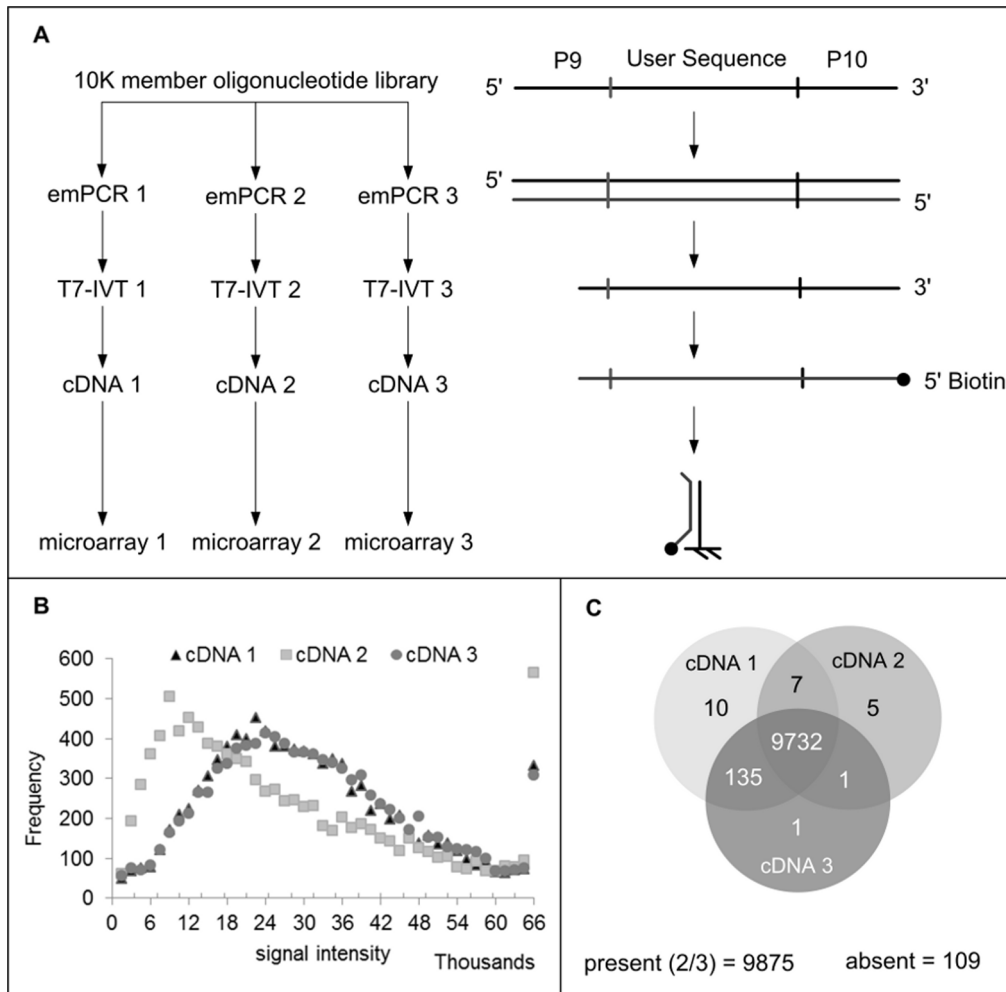 A
10K member oligonucleotide library
emPCR 1 emPCR 2 emPCR 3
T7-IVT 1 T7-IVT 2 T7-IVT 3
cDNA 1 cDNA 2 cDNA 3
microarray 1 microarray 2 microarray 3
P9 User Sequence P10
5' 3'
5'
5'
3'
5' Biotin
B
cDNA 1 cDNA 2 cDNA 3
600
500
400
300
200
100
0
Frequency
0 6 12 18 24 30 36 42 48 54 60 66
signal intensity Thousands
C
cDNA 1 cDNA 2
10 7 5
9732
135 1
1
cDNA 3
present (2/3) = 9875 absent = 109